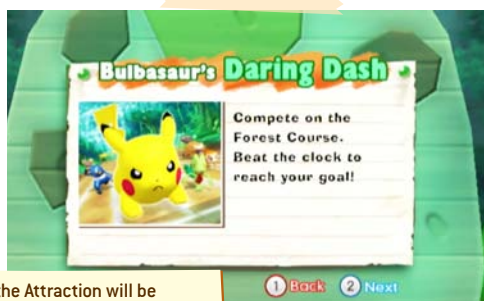 Bulbasaur's Daring Dash
Compete on the
Forest Course.
Beat the clock to
reach your goal!
1 Back 2 Next
the Attraction will be